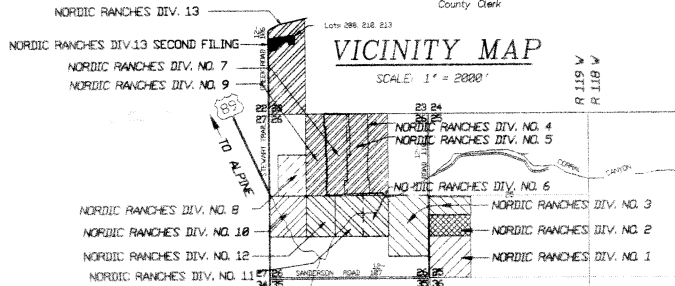 County Clerk
NORDIC RANCHES DIV. 13
Lots 208, 212, 213
NORDIC RANCHES DIV.13 SECOND FILING
VICINITY MAP
NORDIC RANCHES DIV. NO. 7
SCALE: 1" = 2000'
NORDIC RANCHES DIV. NO. 9
R 119 W
R 118 W
89
TO ALPINE
23 24
26 25
NORDIC RANCHES DIV. NO. 4
NORDIC RANCHES DIV. NO. 5
CORRAL CANYON
NORDIC RANCHES DIV. NO. 6
NORDIC RANCHES DIV. NO. 8
NORDIC RANCHES DIV. NO. 3
NORDIC RANCHES DIV. NO. 10
NORDIC RANCHES DIV. NO. 2
NORDIC RANCHES DIV. NO. 12
NORDIC RANCHES DIV. NO. 1
NORDIC RANCHES DIV. NO. 11
27 26
SANDERSON ROAD 12-107
26 25
34 35
35 36